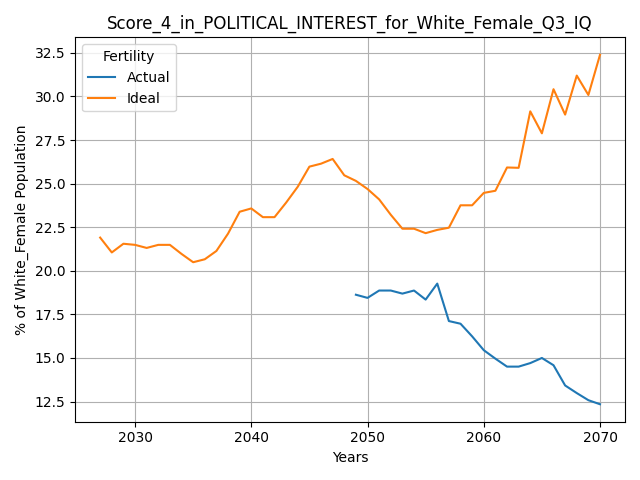 Score_4_in_POLITICAL_INTEREST_for_White_Female_Q3_IQ
Fertility
Actual
Ideal
% of White_Female Population
32.5
30.0
27.5
25.0
22.5
20.0
17.5
15.0
12.5
2030 2040 2050 2060 2070
Years